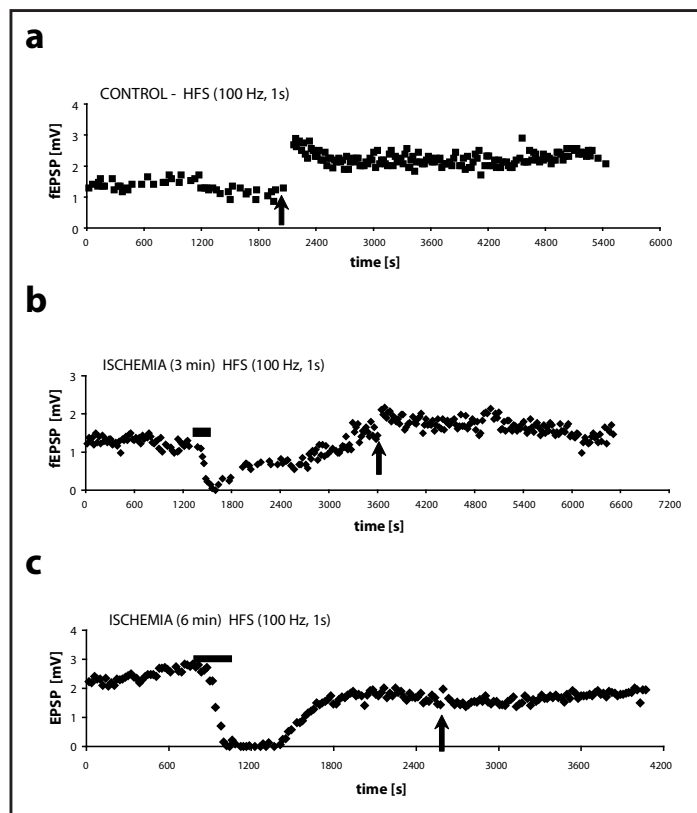 a
CONTROL - HFS (100 Hz, 1s)
4
3
2
1
0
fEPSP [mV]
0 600 1200 1800 2400 3000 3600 4200 4800 5400 6000
time [s]
b
ISCHEMIA (3 min) HFS (100 Hz, 1s)
3
2
1
0
fEPSP [mV]
0 600 1200 1800 2400 3000 3600 4200 4800 5400 6000 6600 7200
time [s]
c
ISCHEMIA (6 min) HFS (100 Hz, 1s)
4
3
2
1
0
EPSP [mV]
0 600 1200 1800 2400 3000 3600 4200
time [s]